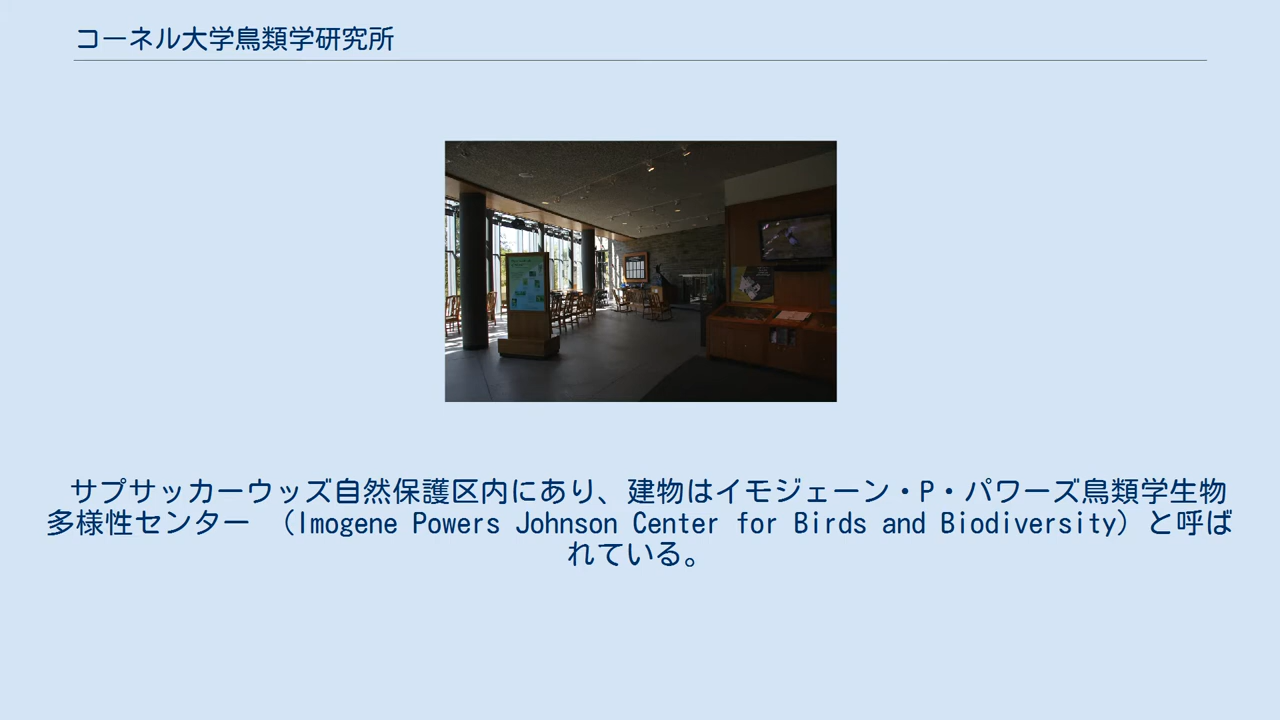 コーネル大学鳥類学研究所
サプサッカーウッズ自然保護区内にあり、建物はイモジェーン・P・パワーズ鳥類学生物
多様性センター （Imogene Powers Johnson Center for Birds and Biodiversity）と呼ば
れている。